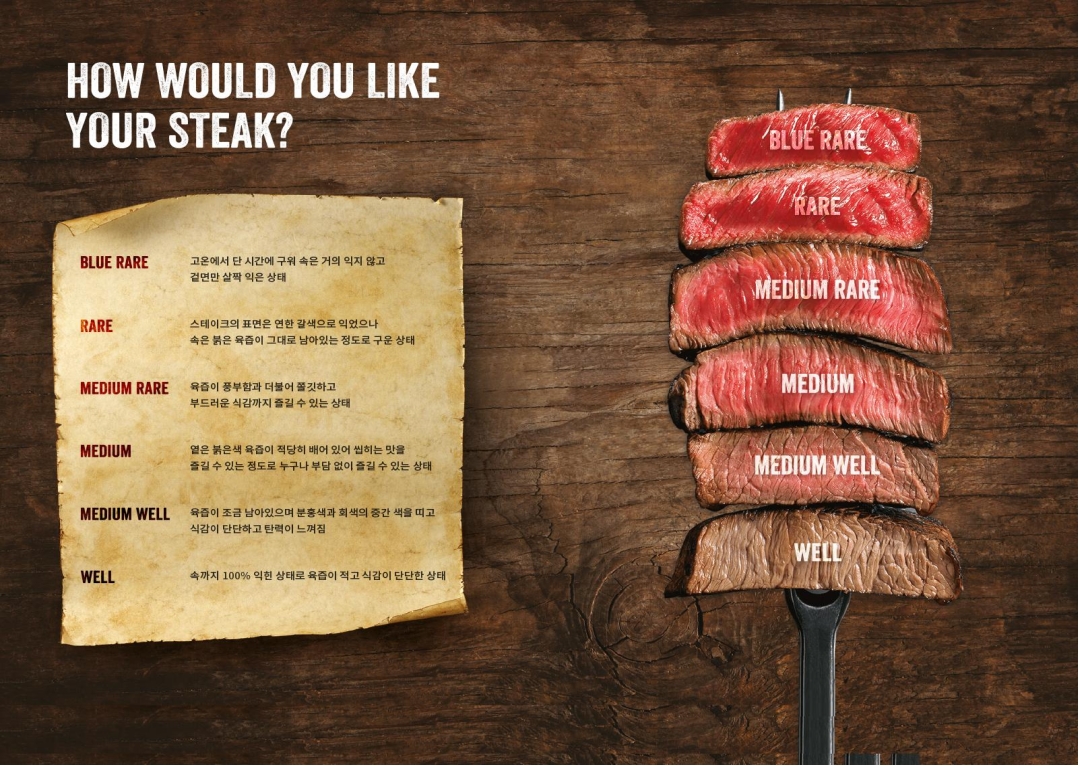 HOW WOULD YOU LIKE
YOUR STEAK?
BLUE RARE
고온에서 단 시간에 구워 속은 거의 익지 않고
겉면만 살짝 익은 상태
RARE
스테이크의 표면은 연한 갈색으로 익었으나
속은 붉은 육즙이 그대로 남아있는 정도로 구운 상태
MEDIUM RARE
육즙이 풍부함과 더불어 쫄깃하고
부드러운 식감까지 즐길 수 있는 상태
MEDIUM
옅은 붉은색 육즙이 적당히 배어 있어 씹히는 맛을
즐길 수 있는 정도로 누구나 부담 없이 즐길 수 있는 상태
MEDIUM WELL
육즙이 조금 남아있으며 분홍색과 회색의 중간 색을 띠고
식감이 단단하고 탄력이 느껴짐
WELL
속까지 100% 익힌 상태로 육즙이 적고 식감이 단단한 상태
BLUE RARE
RARE
MEDIUM RARE
MEDIUM
MEDIUM WELL
WELL